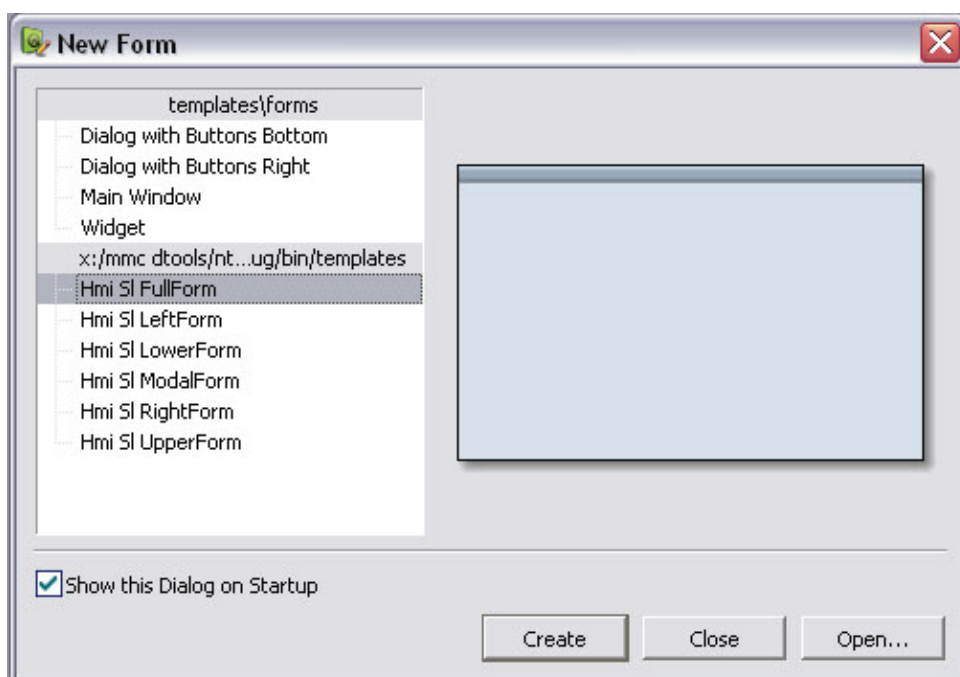 New Form
templates\forms
Dialog with Buttons Bottom
Dialog with Buttons Right
Main Window
Widget
x:/mmc dtools/nt...ug/bin/templates
Hmi Sl FullForm
Hmi Sl LeftForm
Hmi Sl LowerForm
Hmi Sl ModalForm
Hmi Sl RightForm
Hmi Sl UpperForm
Show this Dialog on Startup
Create Close Open...